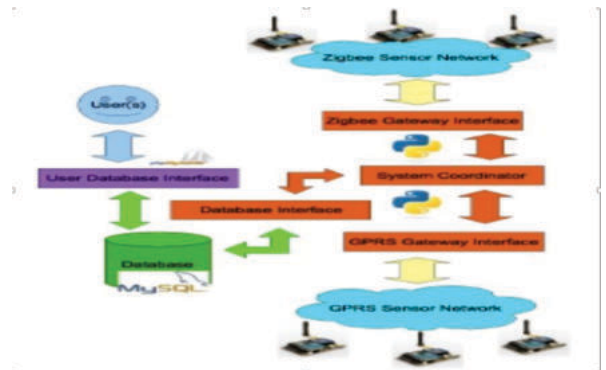 Zigbee Sensor Network
User(s)
Zigbee Gateway Interface
User Database Interface
System Coordinator
Database Interface
GPRS Gateway Interface
Database
MySQL
GPRS Sensor Network